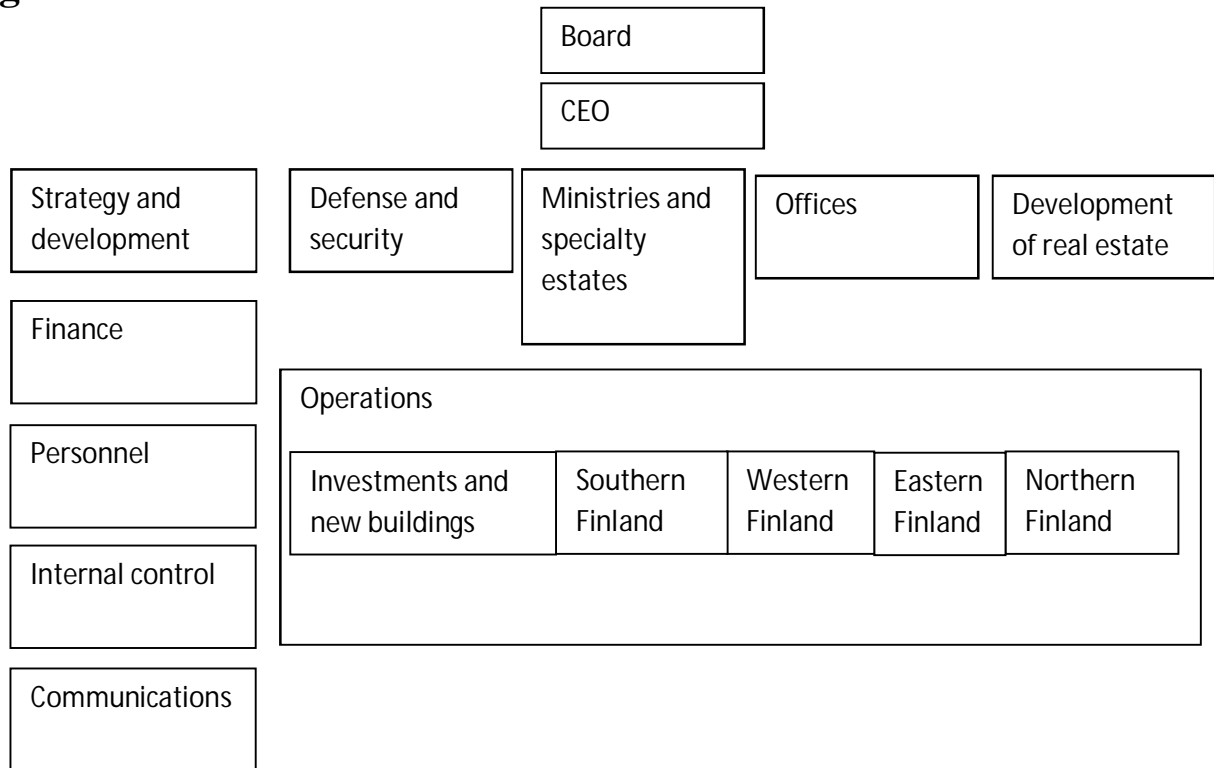 g
Board
CEO
Strategy and
development
Defense and
security
Ministries and
specialty
estates
Offices
Development
of real estate
Finance
Operations
Personnel
Investments and
new buildings
Southern
Finland
Western
Finland
Eastern
Finland
Northern
Finland
Internal control
Communications